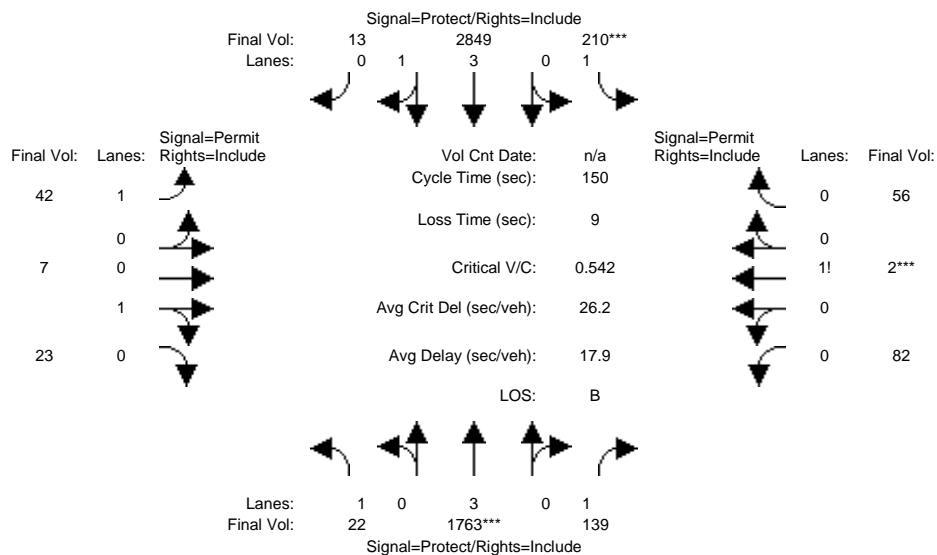 Signal=Protect/Rights=Include
Final Vol: 13 2849 210***
Lanes: 0 1 3 0 1
Signal=Permit
Final Vol: Lanes: Rights=Include
Vol Cnt Date: n/a
Signal=Permit
Rights=Include Lanes: Final Vol:
Cycle Time (sec): 150
42 1
0 56
Loss Time (sec): 9
0
0
7 0
Critical V/C: 0.542
1! 2***
1
Avg Crit Del (sec/veh): 26.2
0
23 0
Avg Delay (sec/veh): 17.9
0 82
LOS: B
Lanes: 1 0 3 0 1
Final Vol: 22 1763*** 139
Signal=Protect/Rights=Include